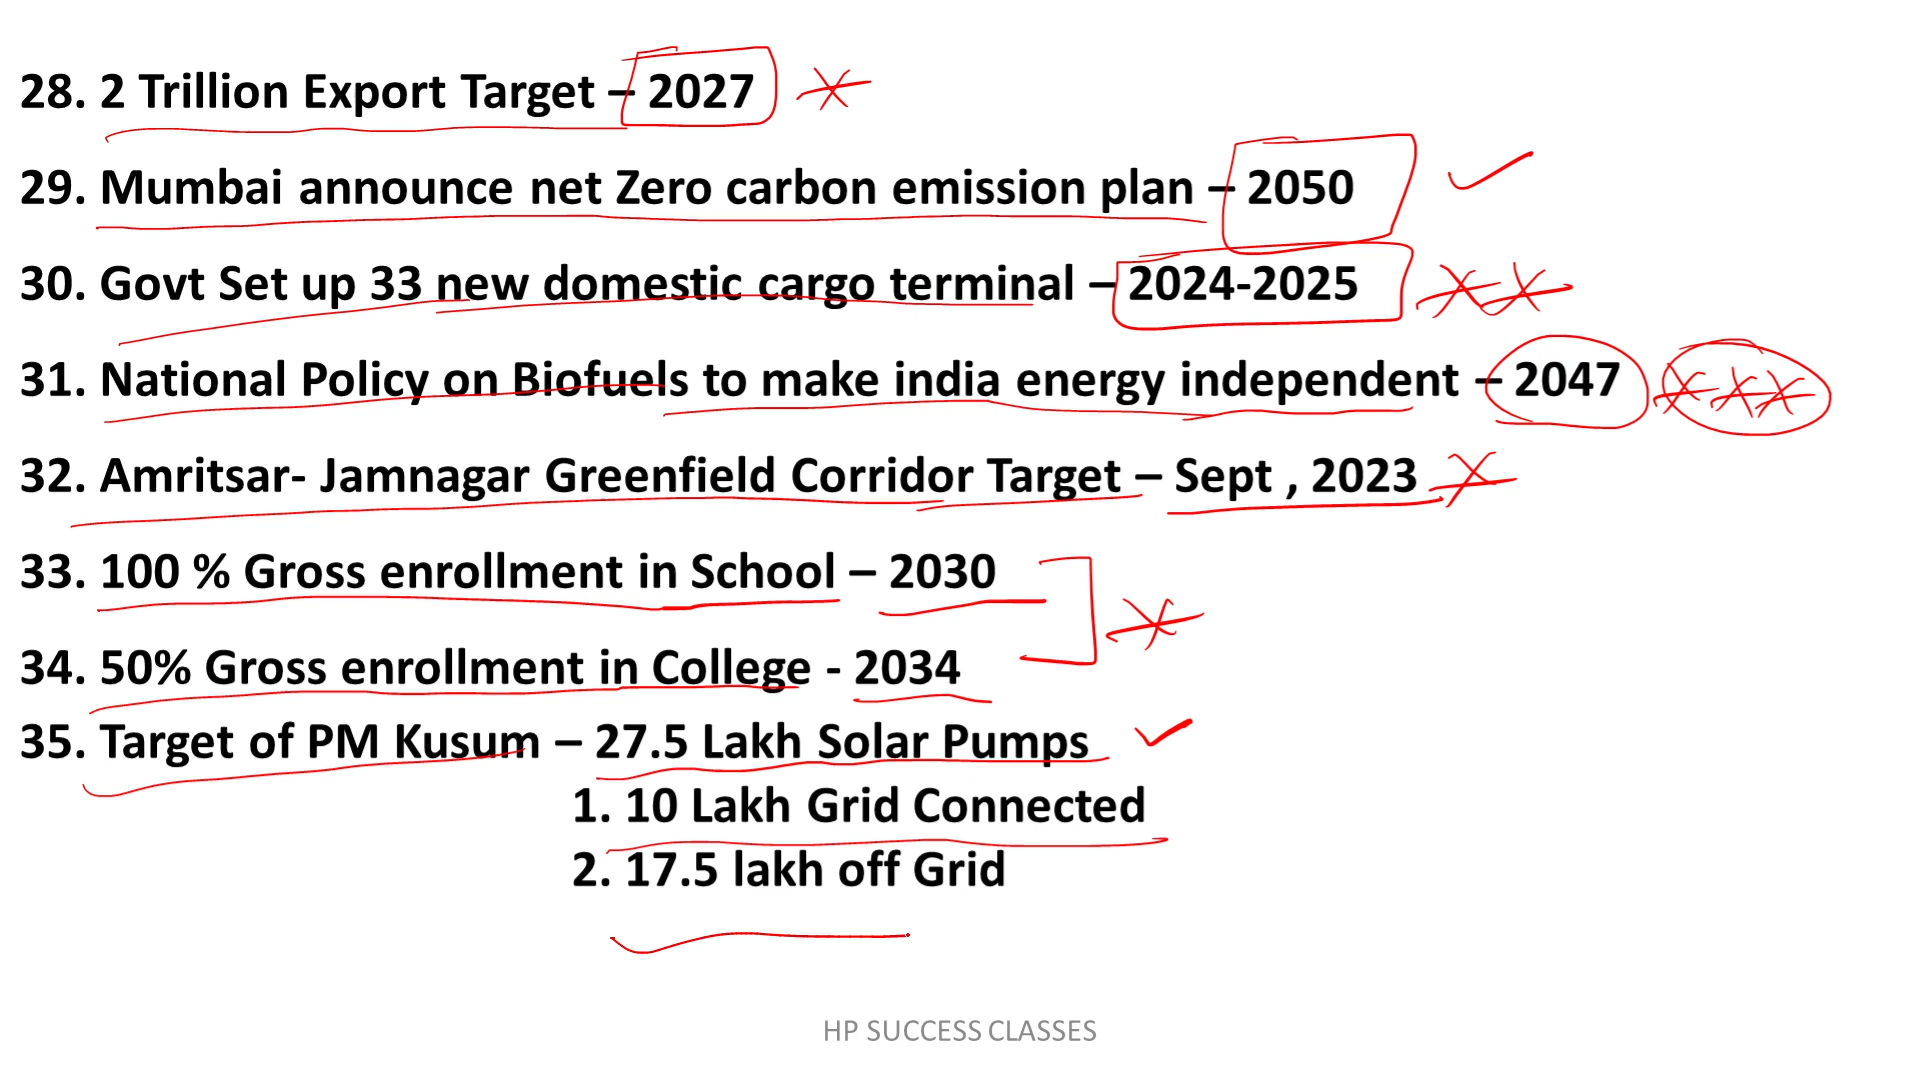 28. 2 Trillion Export Target – 2027
29. Mumbai announce net Zero carbon emission plan – 2050
30. Govt Set up 33 new domestic cargo terminal – 2024-2025
31. National Policy on Biofuels to make india energy independent – 2047
32. Amritsar- Jamnagar Greenfield Corridor Target – Sept , 2023
33. 100 % Gross enrollment in School – 2030
34. 50% Gross enrollment in College - 2034
35. Target of PM Kusum – 27.5 Lakh Solar Pumps
1. 10 Lakh Grid Connected
2. 17.5 lakh off Grid
HP SUCCESS CLASSES